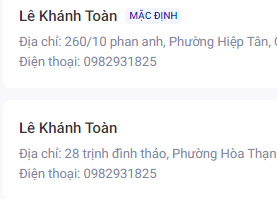 Lê Khánh Toàn MẶC ĐỊNH
Địa chỉ: 260/10 phan anh, Phường Hiệp Tân,
Điện thoại: 0982931825
Lê Khánh Toàn
Địa chỉ: 28 trịnh đình thảo, Phường Hòa Thạn
Điện thoại: 0982931825